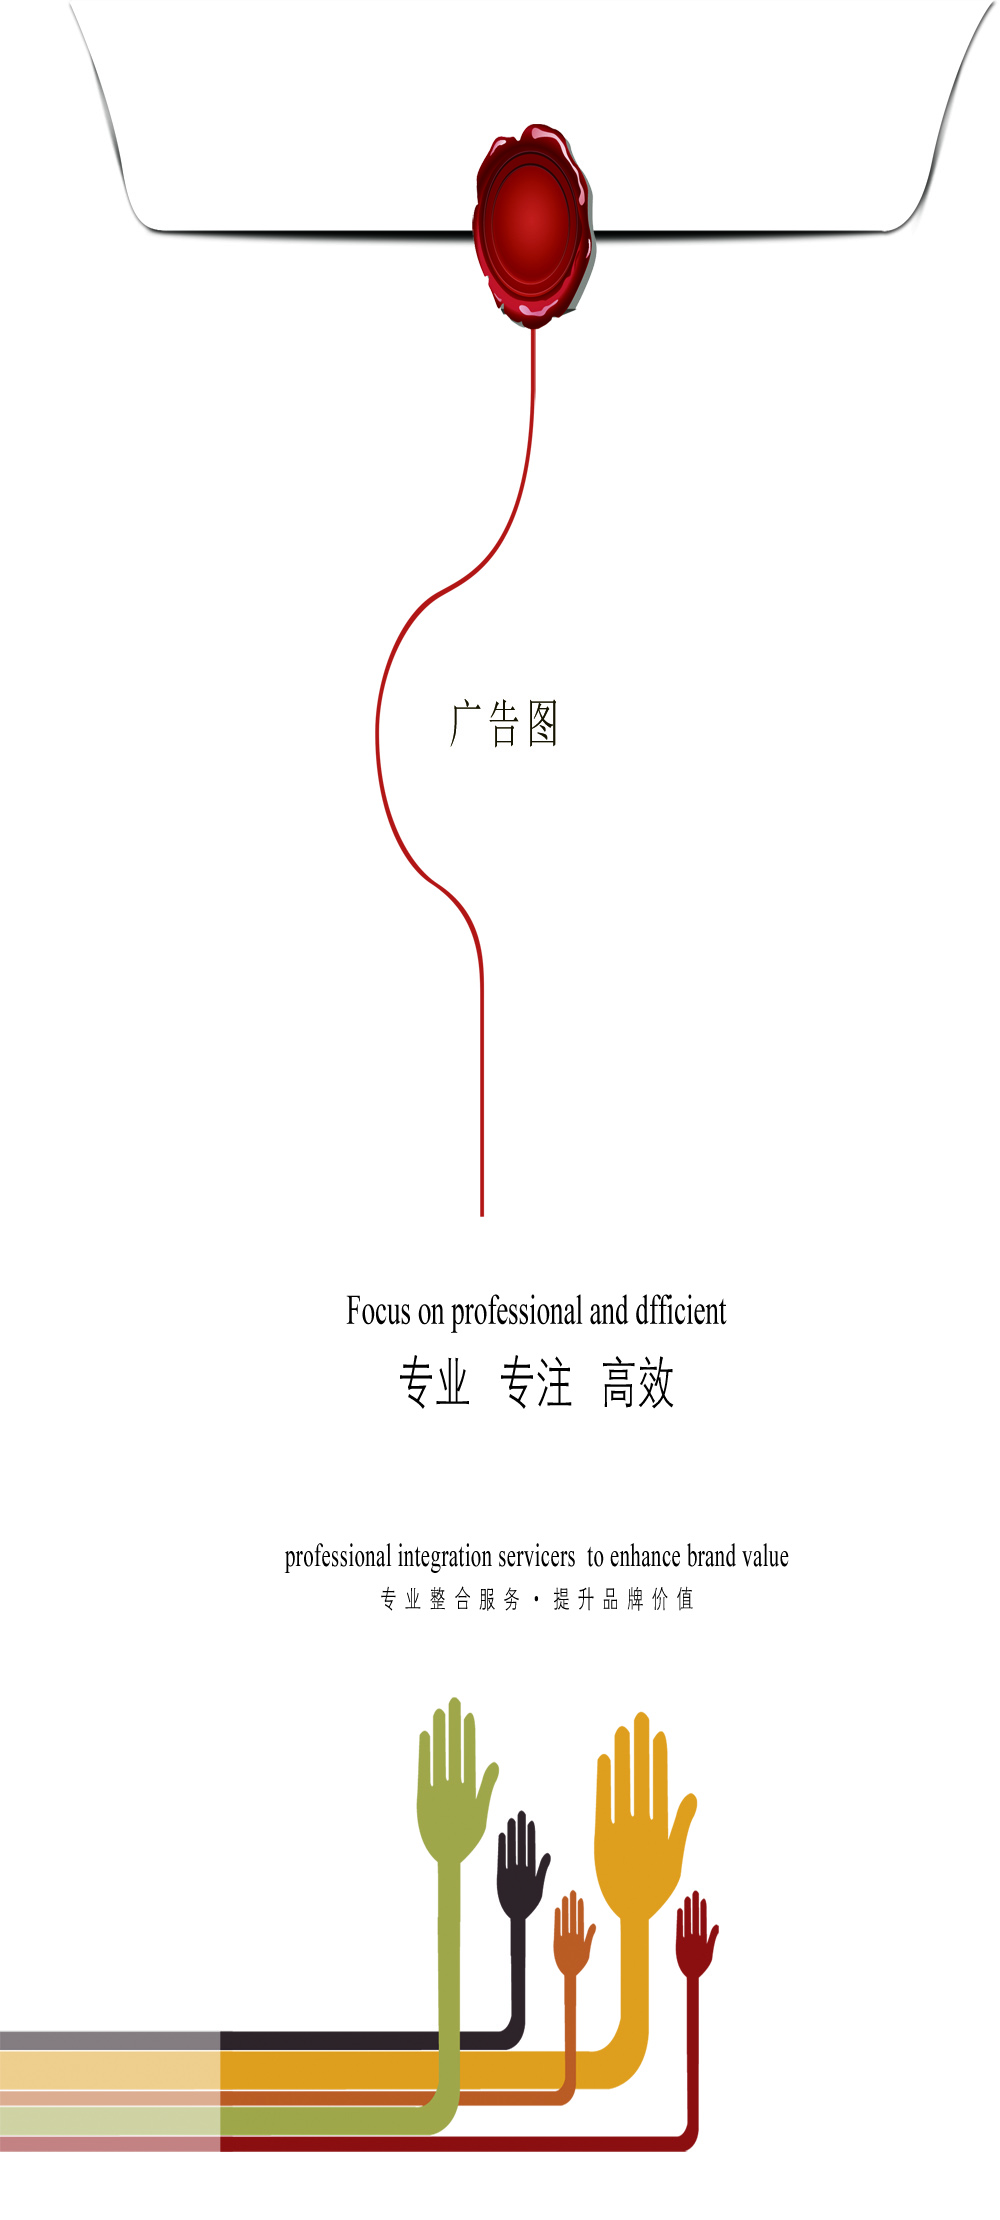 广告图
Focus on professional and dfficient
专业 专注 高效
professional integration servicers to enhance brand value
专业整合服务·提升品牌价值